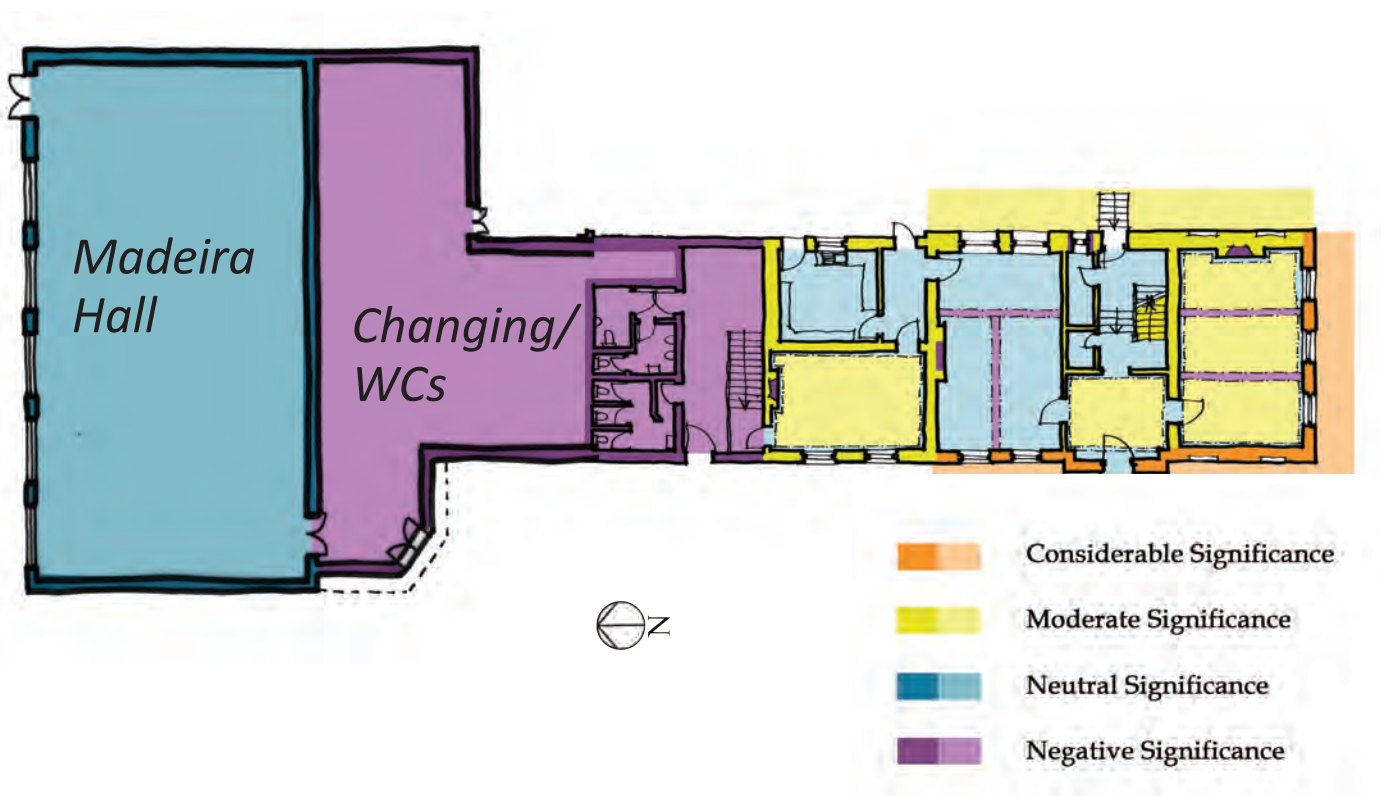 Madeira
Hall
Changing/
WCs
N
Considerable Significance
Moderate Significance
Neutral Significance
Negative Significance